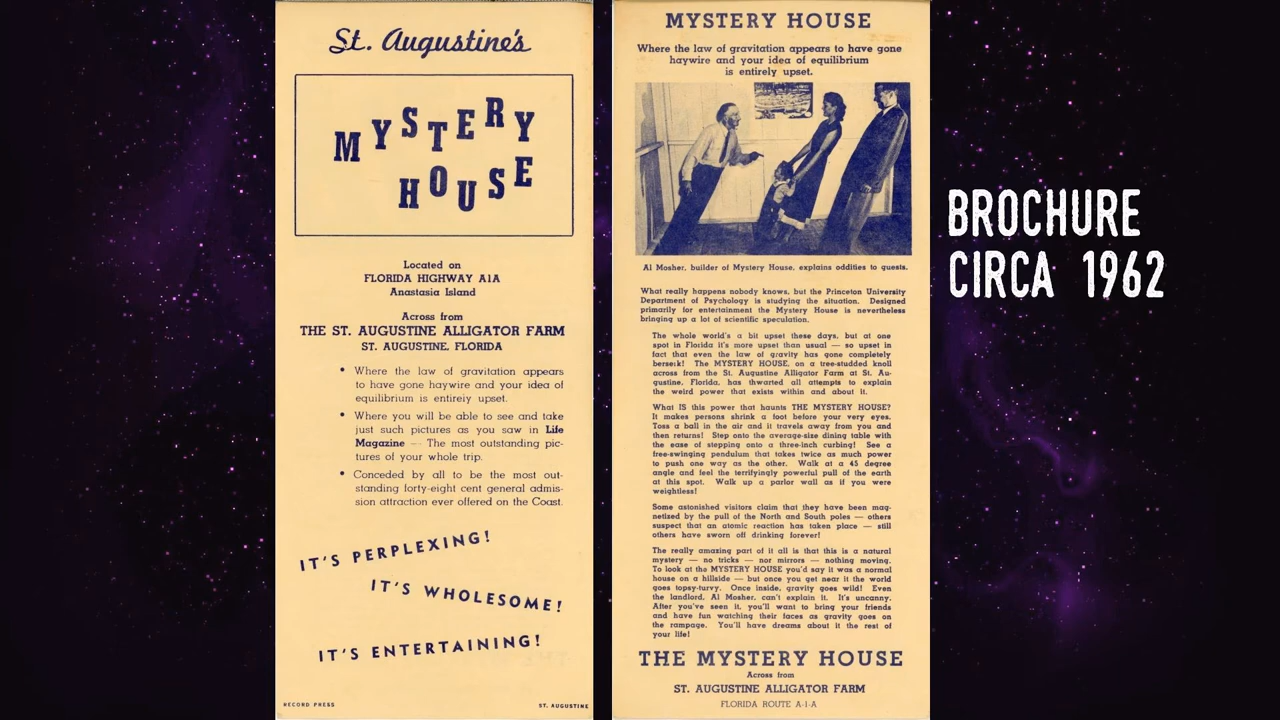 St. Augustine's
MYSTERY
HOUSE
Located on
FLORIDA HIGHWAY A1A
Anastasia Island
Across from
THE ST. AUGUSTINE ALLIGATOR FARM
ST. AUGUSTINE, FLORIDA
• Where the law of gravitation appears
to have gone haywire and your idea of
equilibrium is entirely upset.
• Where you will be able to see and take
just such pictures as you saw in Life
Magazine — The most outstanding pic-
tures of your whole trip.
• Conceded by all to be the most out-
standing forty-eight cent general admis-
sion attraction ever offered on the Coast.
IT'S PERPLEXING!
IT'S WHOLESOME!
IT'S ENTERTAINING!
RECORD PRESS
ST. AUGUSTINE
MYSTERY HOUSE
Where the law of gravitation appears to have gone
haywire and your idea of equilibrium
is entirely upset.
Al Mosher, builder of Mystery House, explains oddities to guests.
What really happens nobody knows, but the Princeton University
Department of Psychology is studying the situation. Designed
primarily for entertainment the Mystery House is nevertheless
bringing up a lot of scientific speculation.
The whole world's a bit upset these days, but at one
spot in Florida it's more upset than usual — so upset in
fact that even the law of gravity has gone completely
berserk! The MYSTERY HOUSE, on a tree-studded knoll
across from the St. Augustine Alligator Farm at St. Au-
gustine, Florida, has thwarted all attempts to explain
the weird power that exists within and about it.
What IS this power that haunts THE MYSTERY HOUSE?
It makes persons shrink a foot before your very eyes.
Toss a ball in the air and it travels away from you and
then returns! Step onto the average-size dining table with
the ease of stepping onto a three-inch curbing! See a
free-swinging pendulum that takes twice as much power
to push one way as the other. Walk at a 45 degree
angle and feel the terrifyingly powerful pull of the earth
at this spot. Walk up a parlor wall as if you were
weightless!
Some astonished visitors claim that they have been mag-
netized by the pull of the North and South poles — others
suspect that an atomic reaction has taken place — still
others have sworn off drinking forever!
The really amazing part of it all is that this is a natural
mystery — no tricks — nor mirrors — nothing moving.
To look at the MYSTERY HOUSE you'd say it was a normal
house on a hillside — but once you get near it the world
goes topsy-turvy. Once inside, gravity goes wild! Even
the landlord, Al Mosher, can't explain it. It's uncanny.
After you've seen it, you'll want to bring your friends
and have fun watching their faces as gravity goes on
the rampage. You'll have dreams about it the rest of
your life!
THE MYSTERY HOUSE
Across from
ST. AUGUSTINE ALLIGATOR FARM
FLORIDA ROUTE A-1-A
BROCHURE
CIRCA 1962